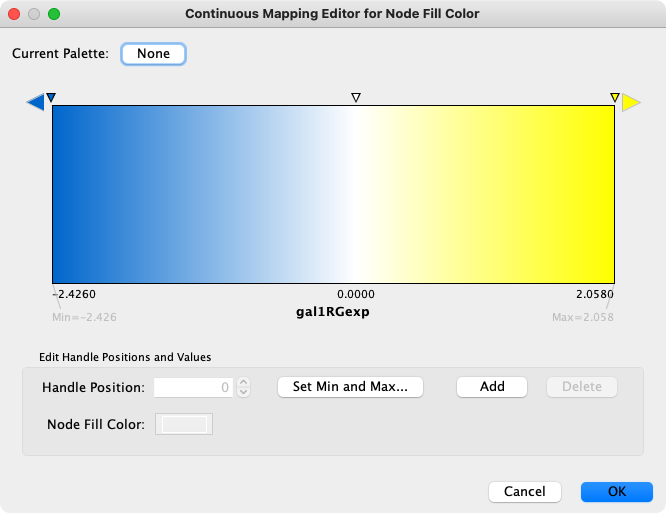 Continuous Mapping Editor for Node Fill Color
Current Palette: None
-2.4260 0.0000 2.0580
Min=-2.426 gal1RGexp Max=2.058
Edit Handle Positions and Values
Handle Position: 0 Set Min and Max... Add Delete
Node Fill Color:
Cancel OK